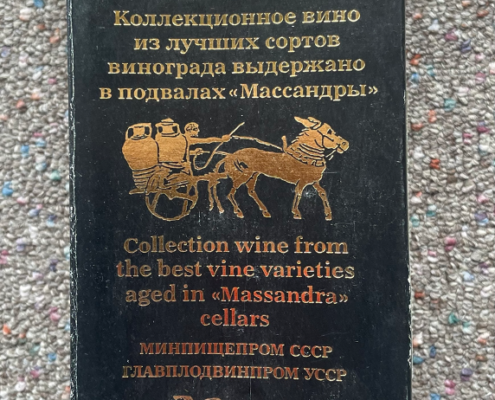 Коллекционное вино
из лучших сортов
винограда выдержано
в подвалах «Массандры»
Collection wine from
the best vine varieties
aged in «Massandra»
cellars
МИНПИЩЕПРОМ СССР
ГЛАВПЛОДВИНПРОМ УССР